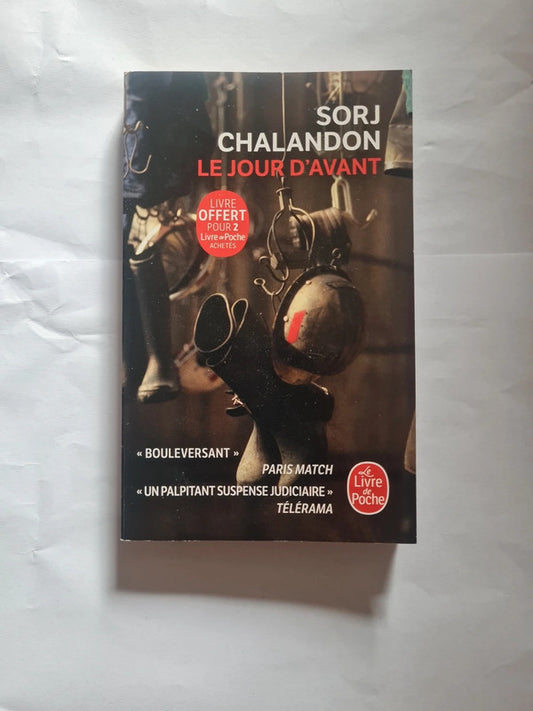 SORJ
CHALANDON
LE JOUR D'AVANT
LIVRE
OFFERT
POUR 2
Livre de Poche
ACHETÉS
« BOULEVERSANT »
PARIS MATCH
« UN PALPITANT SUSPENSE JUDICIAIRE »
TÉLÉRAMA
Le
Livre
de
Poche